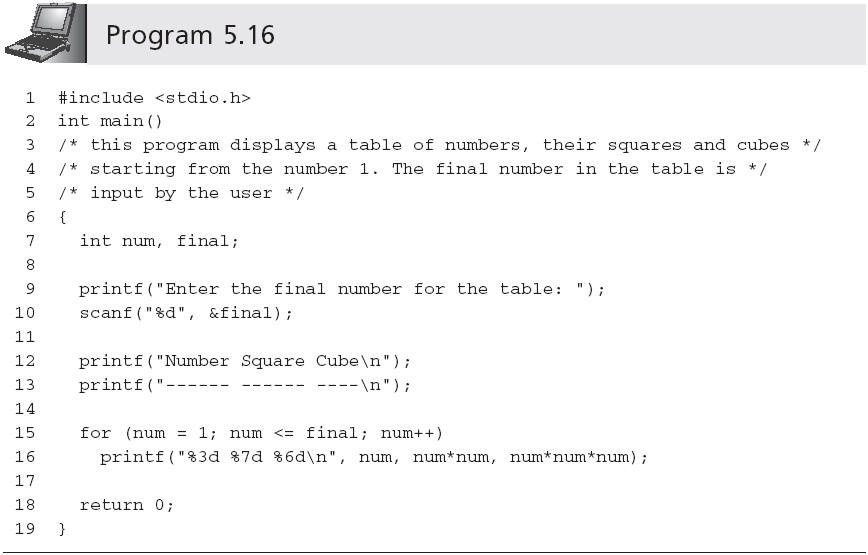 Program 5.16
1 #include <stdio.h>
2 int main()
3 /* this program displays a table of numbers, their squares and cubes */
4 /* starting from the number 1. The final number in the table is */
5 /* input by the user */
6 {
7   int num, final;
8
9   printf("Enter the final number for the table: ");
10   scanf("%d", &final);
11
12   printf("Number Square Cube\n");
13   printf("------ ------ ----\n");
14
15   for (num = 1; num <= final; num++)
16     printf("%3d %7d %6d\n", num, num*num, num*num*num);
17
18   return 0;
19 }